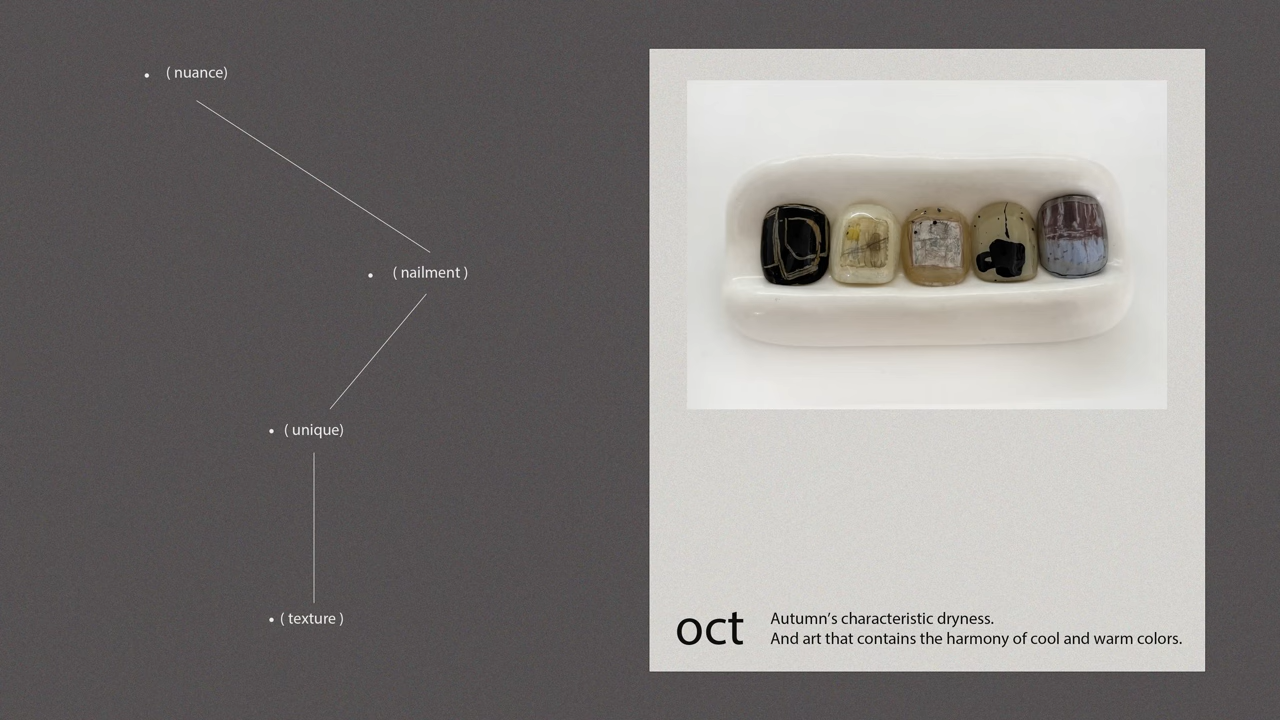 • ( nuance)
• ( nailment )
• ( unique)
• ( texture )
oct
Autumn’s characteristic dryness.
And art that contains the harmony of cool and warm colors.